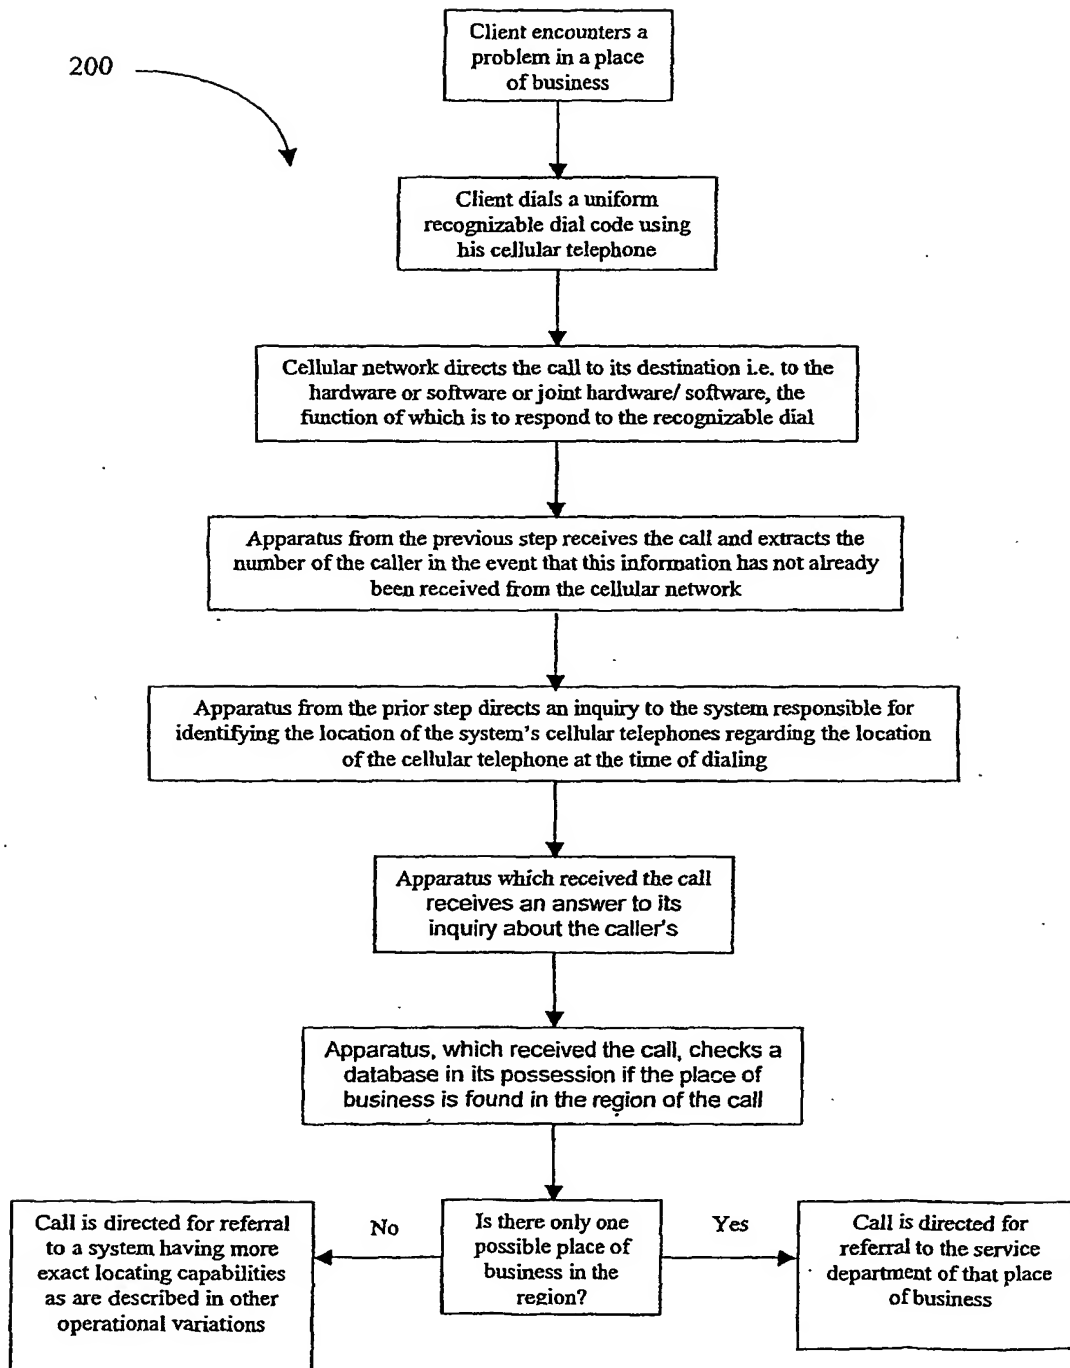 Client encounters a
problem in a place
of business
200
Client dials a uniform
recognizable dial code using
his cellular telephone
Cellular network directs the call to its destination i.e. to the
hardware or software or joint hardware/ software, the
function of which is to respond to the recognizable dial
Apparatus from the previous step receives the call and extracts the
number of the caller in the event that this information has not already
been received from the cellular network
Apparatus from the prior step directs an inquiry to the system responsible for
identifying the location of the system's cellular telephones regarding the location
of the cellular telephone at the time of dialing
Apparatus which received the call
receives an answer to its
inquiry about the caller's
Apparatus, which received the call, checks a
database in its possession if the place of
business is found in the region of the call
Call is directed for referral
to a system having more
exact locating capabilities
as are described in other
operational variations
No
Is there only one
possible place of
business in the
region?
Yes
Call is directed for
referral to the service
department of that place
of business